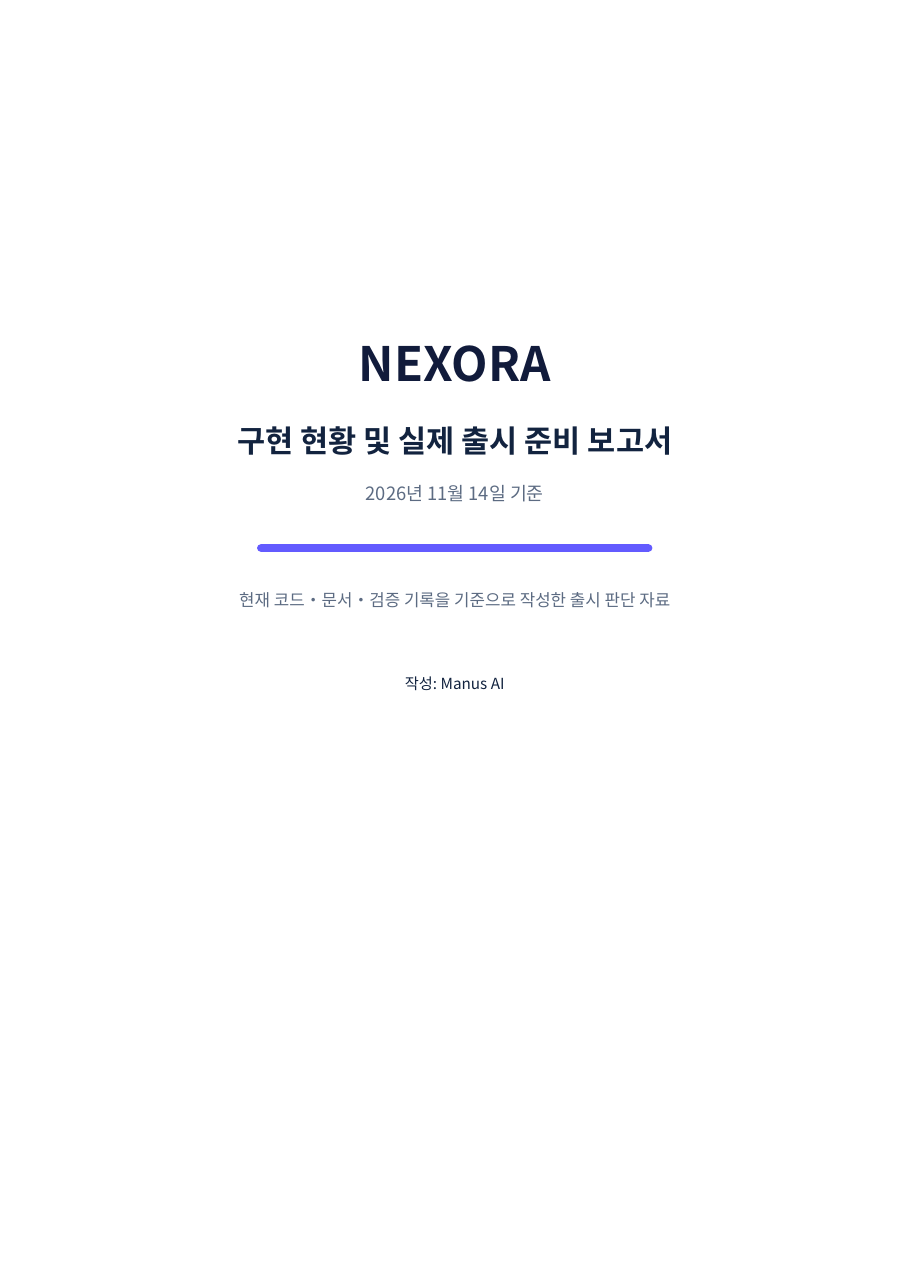 NEXORA
구현 현황 및 실제 출시 준비 보고서
2026년 11월 14일 기준
현재 코드・문서・검증 기록을 기준으로 작성한 출시 판단 자료
작성: Manus AI